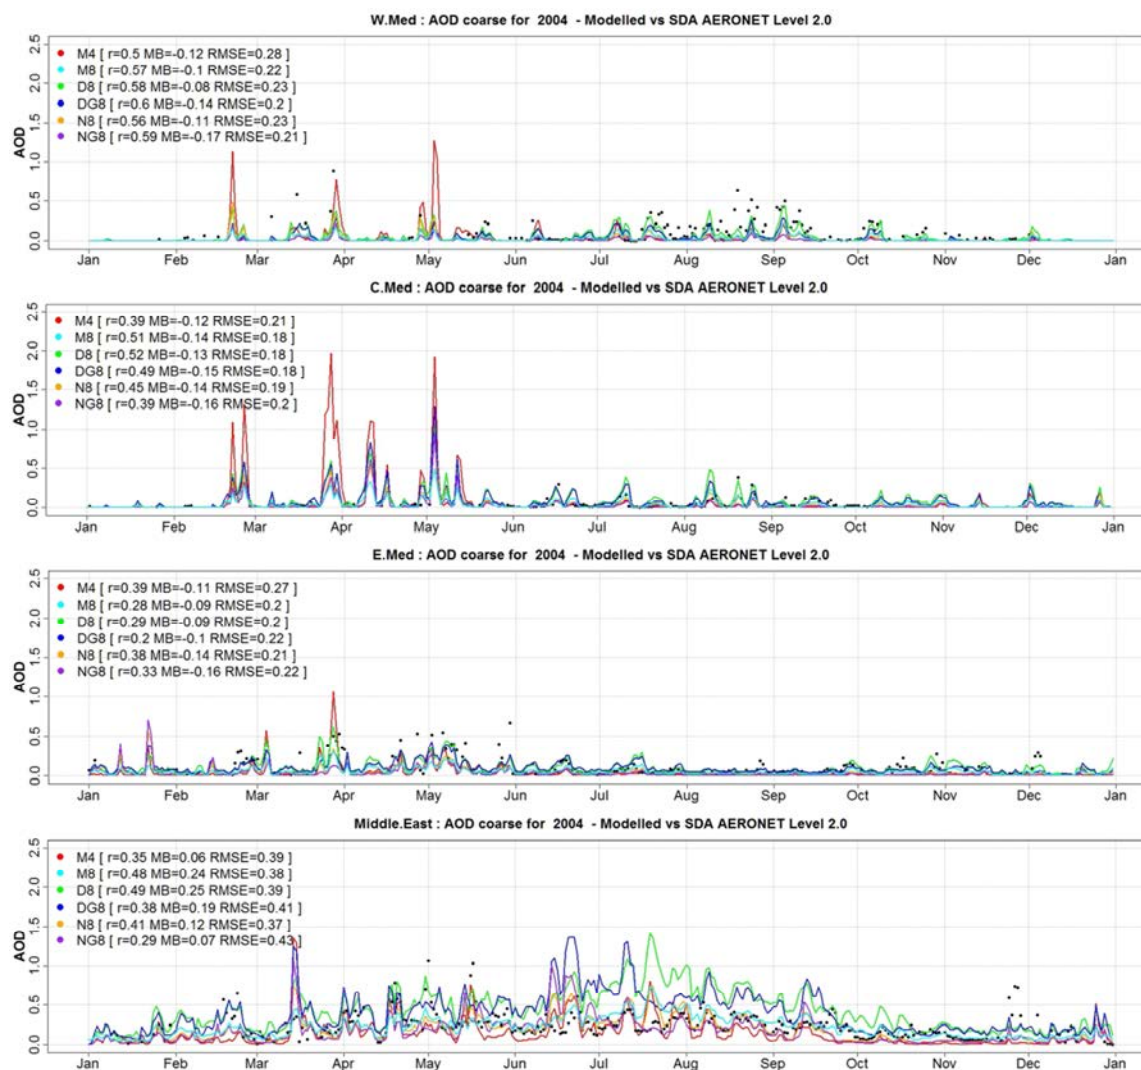 W.Med : AOD coarse for 2004 - Modelled vs SDA AERONET Level 2.0
M4 [ r=0.5 MB=-0.12 RMSE=0.28 ]
M8 [ r=0.57 MB=-0.1 RMSE=0.22 ]
D8 [ r=0.58 MB=-0.08 RMSE=0.23 ]
DG8 [ r=0.6 MB=-0.14 RMSE=0.2 ]
N8 [ r=0.56 MB=-0.11 RMSE=0.23 ]
NG8 [ r=0.59 MB=-0.17 RMSE=0.21 ]
AOD
2.5
2.0
1.5
1.0
0.5
0.0
Jan Feb Mar Apr May Jun Jul Aug Sep Oct Nov Dec Jan
C.Med : AOD coarse for 2004 - Modelled vs SDA AERONET Level 2.0
M4 [ r=0.39 MB=-0.12 RMSE=0.21 ]
M8 [ r=0.51 MB=-0.14 RMSE=0.18 ]
D8 [ r=0.52 MB=-0.13 RMSE=0.18 ]
DG8 [ r=0.49 MB=-0.15 RMSE=0.18 ]
N8 [ r=0.45 MB=-0.14 RMSE=0.19 ]
NG8 [ r=0.39 MB=-0.16 RMSE=0.2 ]
AOD
2.5
2.0
1.5
1.0
0.5
0.0
Jan Feb Mar Apr May Jun Jul Aug Sep Oct Nov Dec Jan
E.Med : AOD coarse for 2004 - Modelled vs SDA AERONET Level 2.0
M4 [ r=0.39 MB=-0.11 RMSE=0.27 ]
M8 [ r=0.28 MB=-0.09 RMSE=0.2 ]
D8 [ r=0.29 MB=-0.09 RMSE=0.2 ]
DG8 [ r=0.2 MB=-0.1 RMSE=0.22 ]
N8 [ r=0.38 MB=-0.14 RMSE=0.21 ]
NG8 [ r=0.33 MB=-0.16 RMSE=0.22 ]
AOD
2.5
2.0
1.5
1.0
0.5
0.0
Jan Feb Mar Apr May Jun Jul Aug Sep Oct Nov Dec Jan
Middle.East : AOD coarse for 2004 - Modelled vs SDA AERONET Level 2.0
M4 [ r=0.35 MB=0.06 RMSE=0.39 ]
M8 [ r=0.48 MB=0.24 RMSE=0.38 ]
D8 [ r=0.49 MB=0.25 RMSE=0.39 ]
DG8 [ r=0.38 MB=0.19 RMSE=0.41 ]
N8 [ r=0.41 MB=0.12 RMSE=0.37 ]
NG8 [ r=0.29 MB=0.07 RMSE=0.43 ]
AOD
2.5
2.0
1.5
1.0
0.5
0.0
Jan Feb Mar Apr May Jun Jul Aug Sep Oct Nov Dec Jan